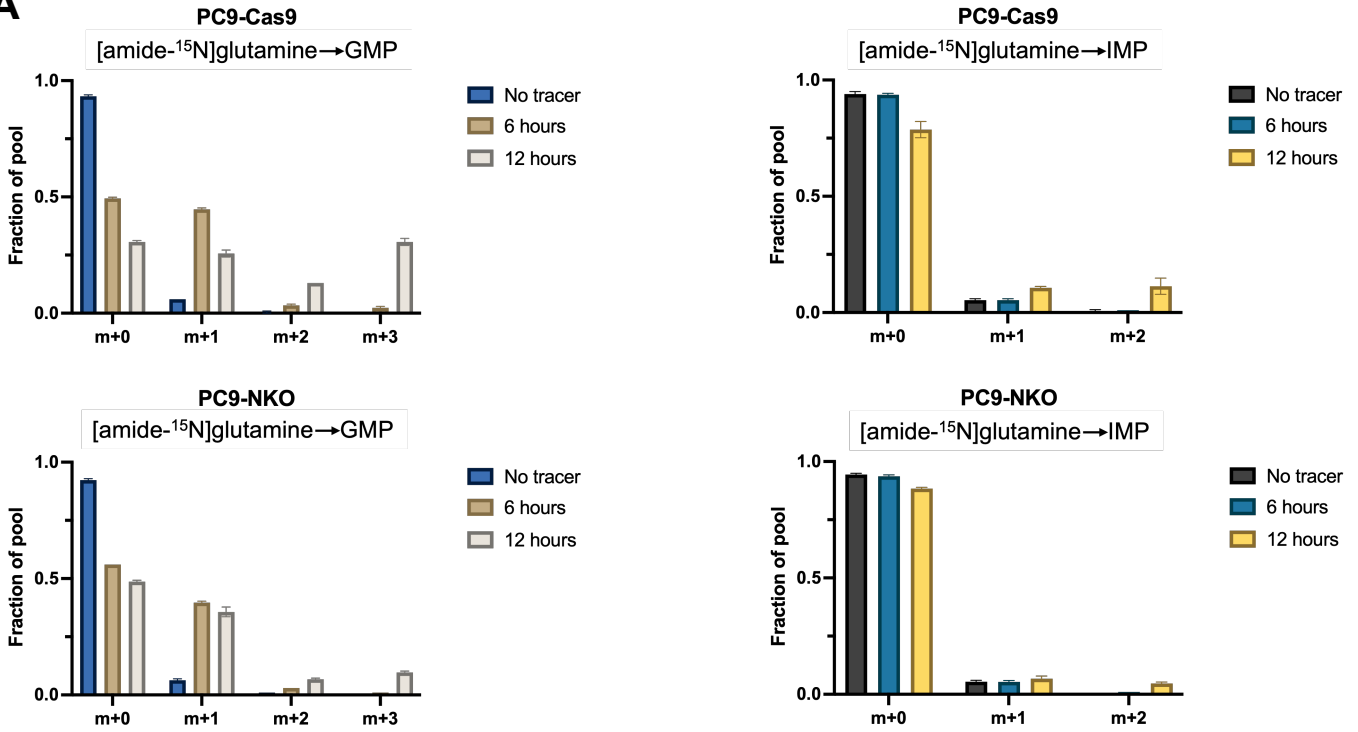 A
PC9-Cas9
[amide-¹⁵N]glutamine→GMP
Fraction of pool
1.0
0.5
0.0
m+0 m+1 m+2 m+3
No tracer
6 hours
12 hours
PC9-Cas9
[amide-¹⁵N]glutamine→IMP
Fraction of pool
1.0
0.5
0.0
m+0 m+1 m+2
No tracer
6 hours
12 hours
PC9-NKO
[amide-¹⁵N]glutamine→GMP
Fraction of pool
1.0
0.5
0.0
m+0 m+1 m+2 m+3
No tracer
6 hours
12 hours
PC9-NKO
[amide-¹⁵N]glutamine→IMP
Fraction of pool
1.0
0.5
0.0
m+0 m+1 m+2
No tracer
6 hours
12 hours